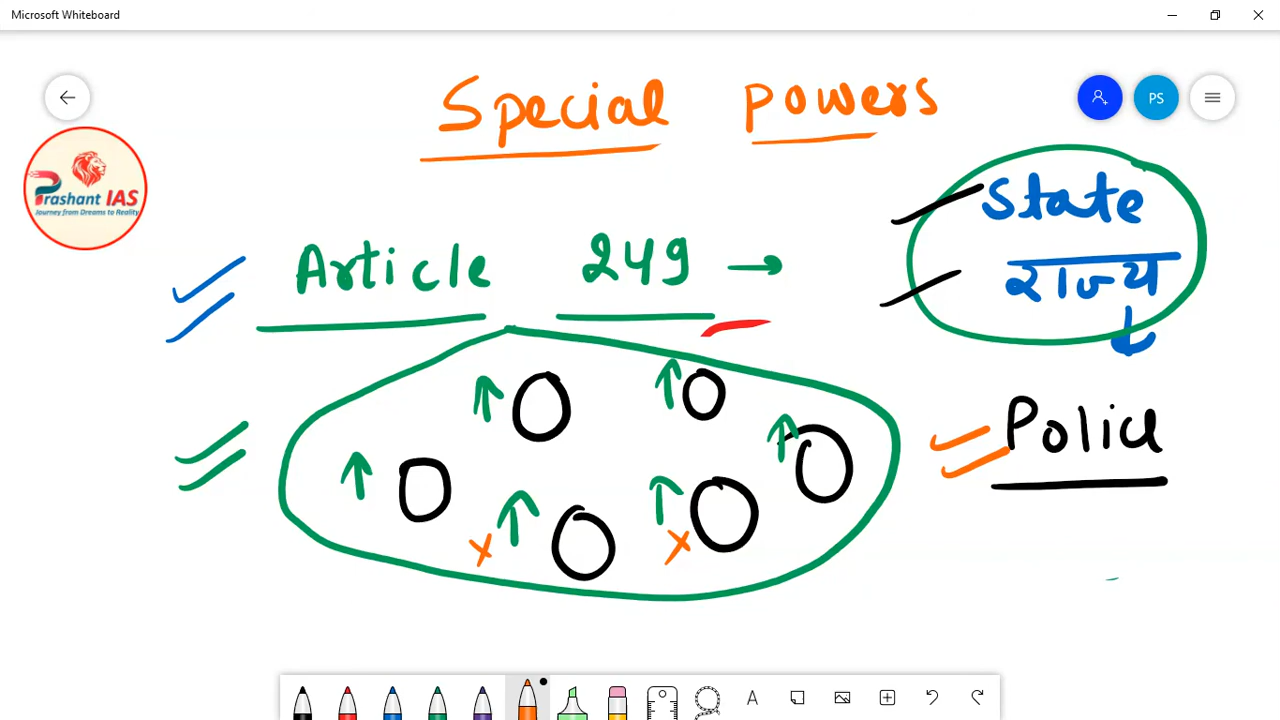 Microsoft Whiteboard
Special Powers
PS
Prashant IAS
Journey from Dreams to Reality
State
Article 249 →
राज्य
Police
A